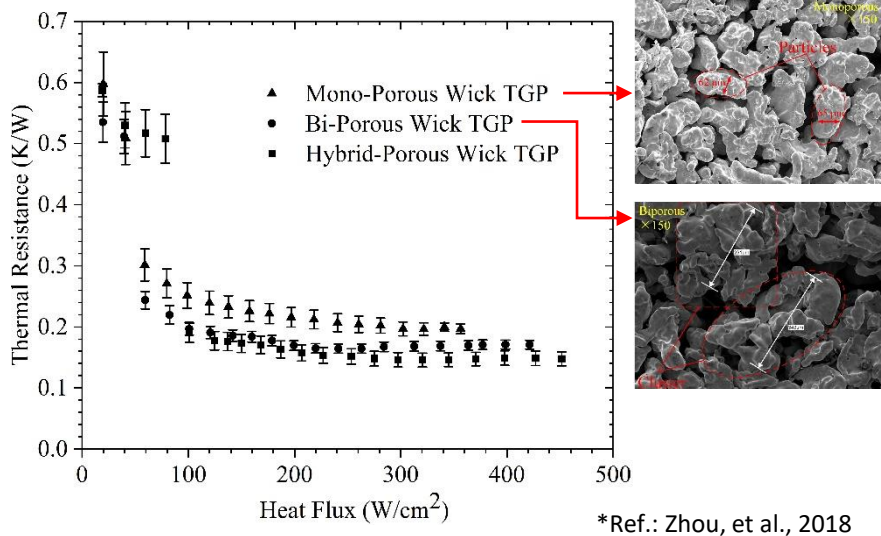 Thermal Resistance (K/W)
0.7
0.6
0.5
0.4
0.3
0.2
0.1
0.0
0
100
200
300
400
500
Heat Flux (W/cm²)
Mono-Porous Wick TGP
Bi-Porous Wick TGP
Hybrid-Porous Wick TGP
Monoporous
×150
Particles
Biporous
×150
*Ref.: Zhou, et al., 2018